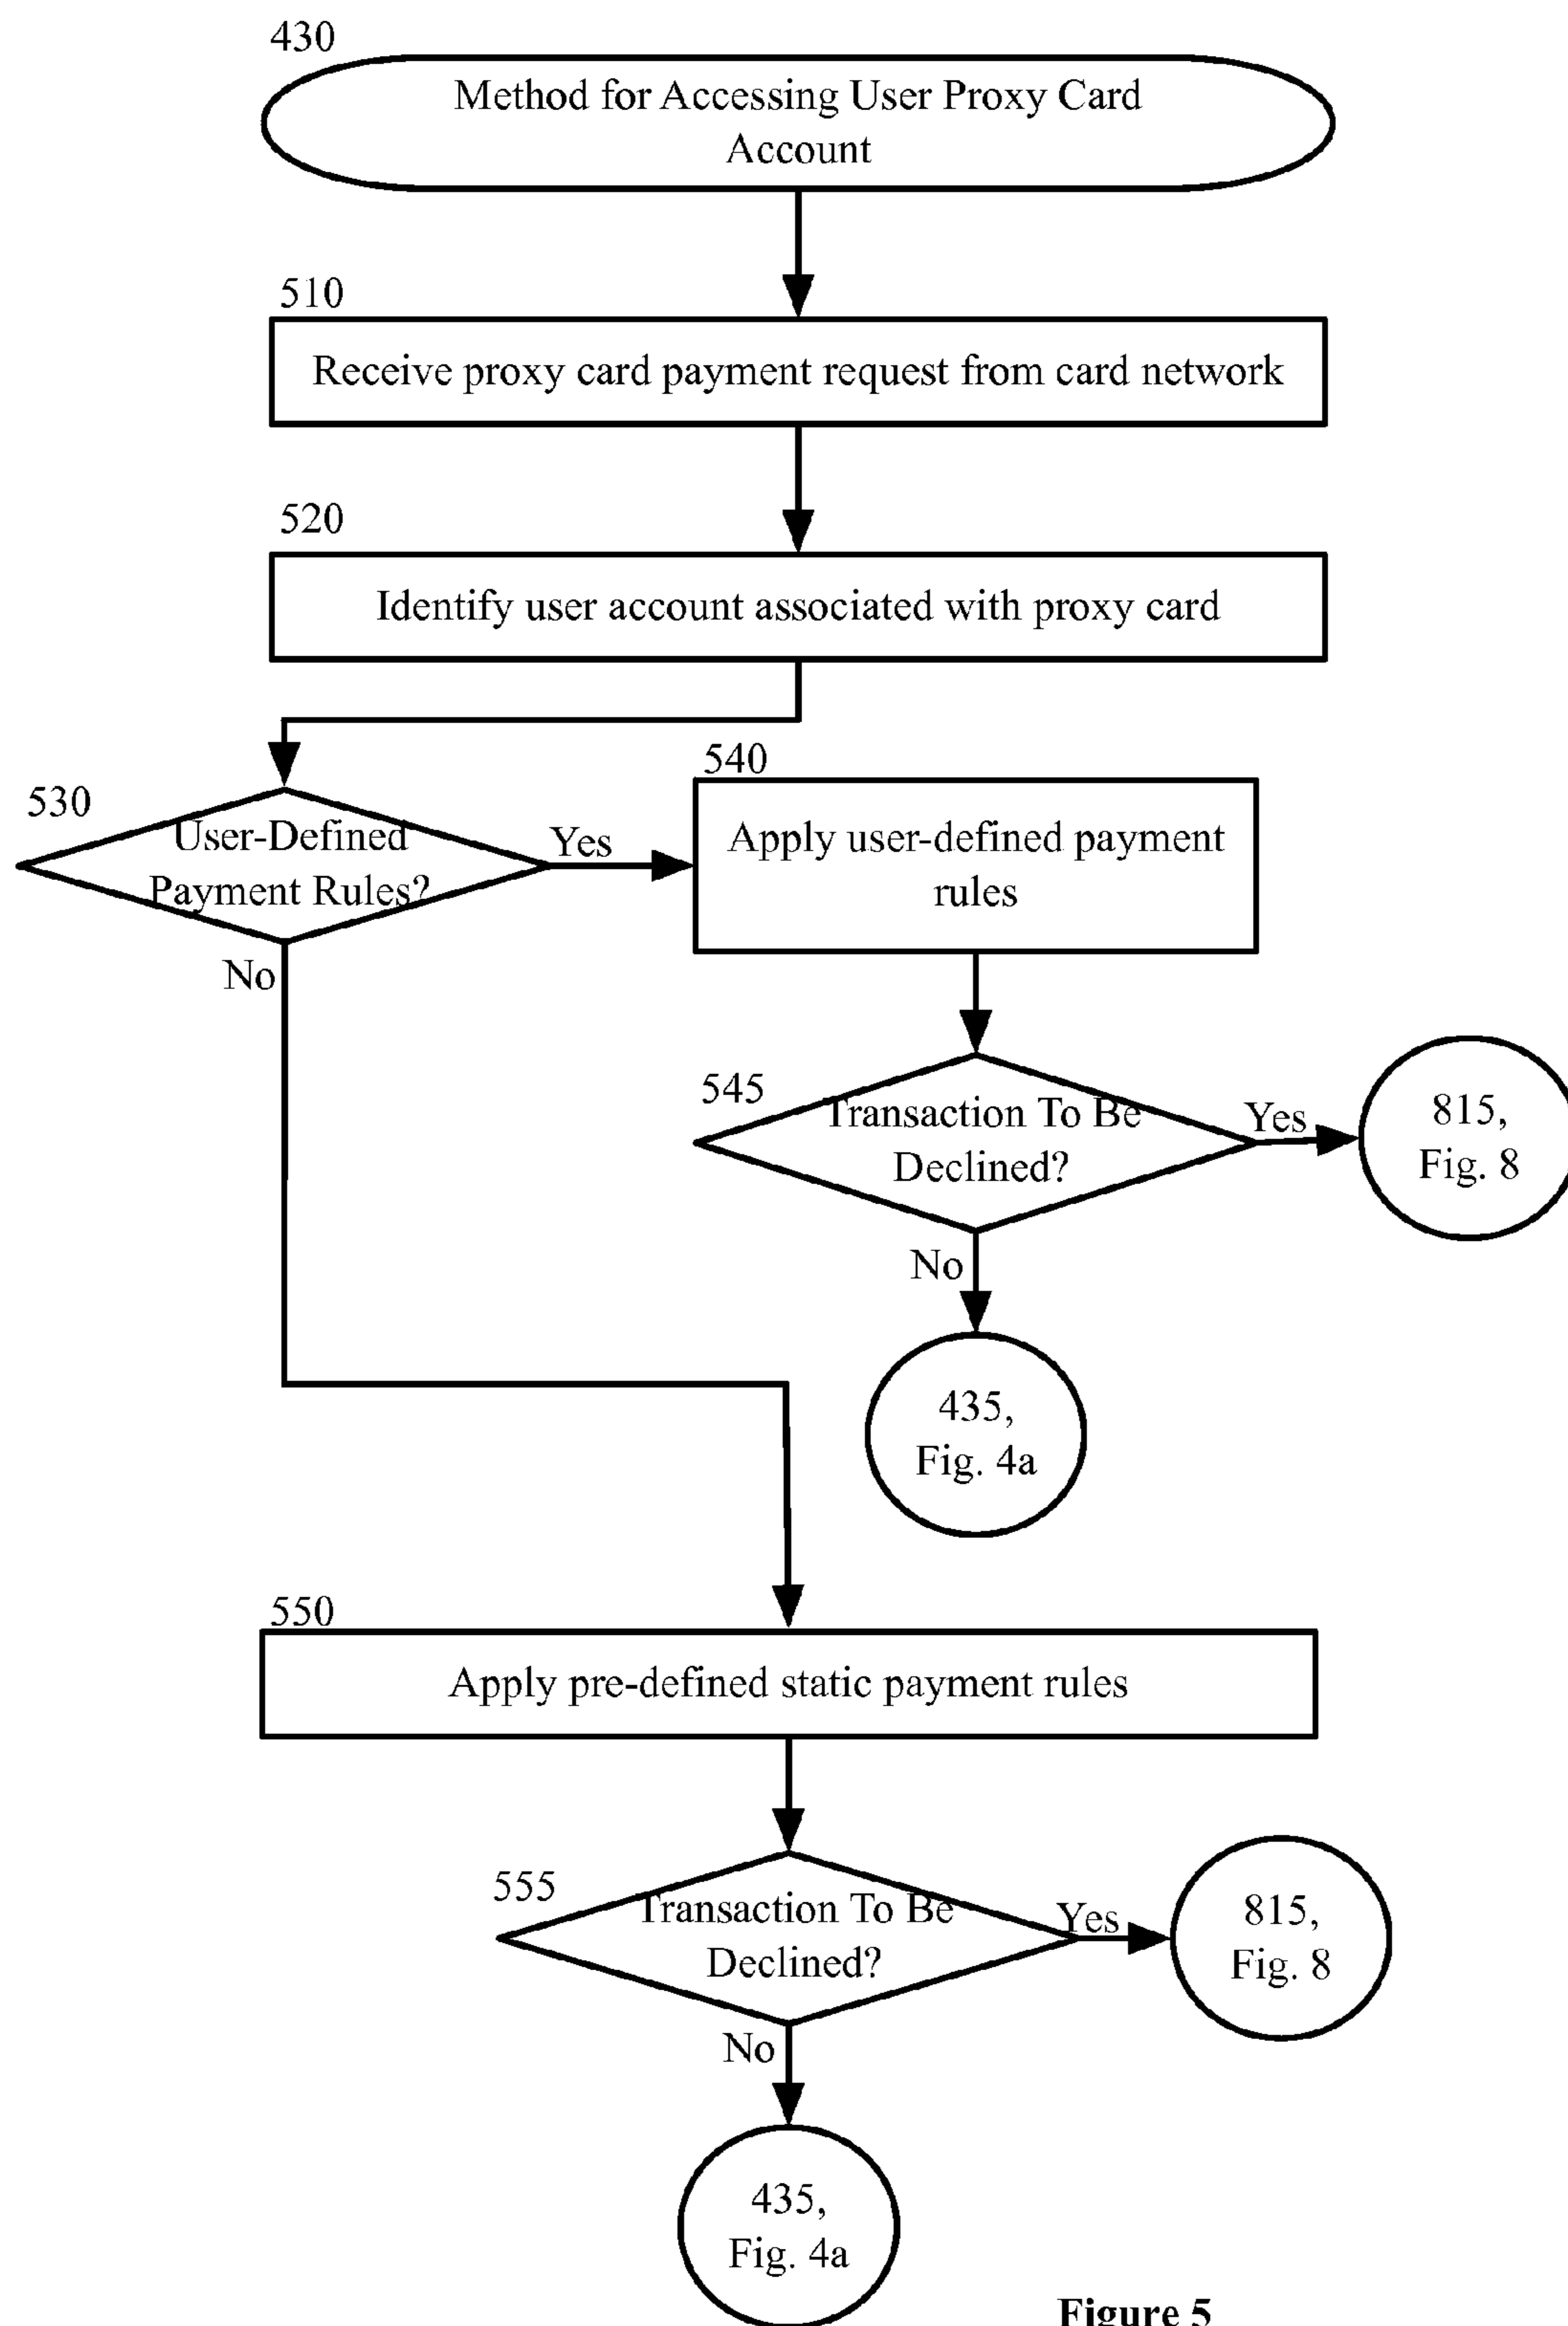 430
Method for Accessing User Proxy Card
Account
510
Receive proxy card payment request from card network
520
Identify user account associated with proxy card
530
User-Defined
Payment Rules?
Yes
540
Apply user-defined payment
rules
No
545
Transaction To Be
Declined?
Yes
815,
Fig. 8
No
435,
Fig. 4a
550
Apply pre-defined static payment rules
555
Transaction To Be
Declined?
Yes
815,
Fig. 8
No
435,
Fig. 4a
Figure 5